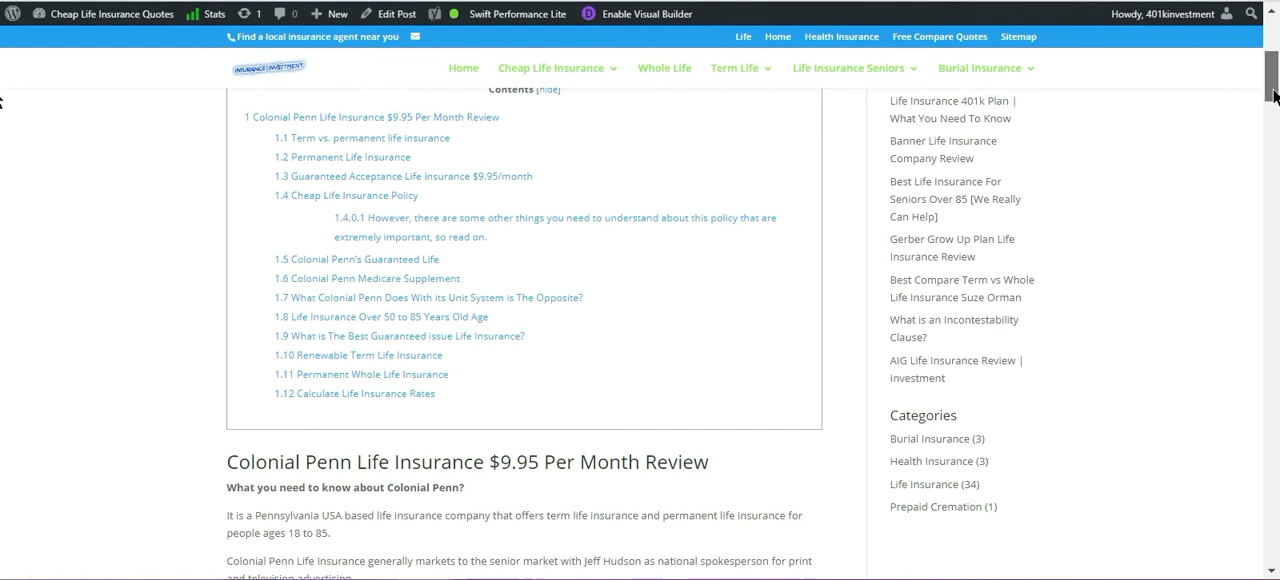 Cheap Life Insurance Quotes Stats 1 0 New Edit Post Swift Performance Lite Enable Visual Builder Howdy, 401kinvestment
Find a local insurance agent near you Life Home Health Insurance Free Compare Quotes Sitemap
INSURANCE INVESTMENT Home Cheap Life Insurance Whole Life Term Life Life Insurance Seniors Burial Insurance
Contents [hide]
1 Colonial Penn Life Insurance $9.95 Per Month Review
1.1 Term vs. permanent life insurance
1.2 Permanent Life Insurance
1.3 Guaranteed Acceptance Life Insurance $9.95/month
1.4 Cheap Life Insurance Policy
1.4.0.1 However, there are some other things you need to understand about this policy that are
extremely important, so read on.
1.5 Colonial Penn's Guaranteed Life
1.6 Colonial Penn Medicare Supplement
1.7 What Colonial Penn Does With its Unit System is The Opposite?
1.8 Life Insurance Over 50 to 85 Years Old Age
1.9 What is The Best Guaranteed issue Life Insurance?
1.10 Renewable Term Life Insurance
1.11 Permanent Whole Life Insurance
1.12 Calculate Life Insurance Rates
Colonial Penn Life Insurance $9.95 Per Month Review
What you need to know about Colonial Penn?
It is a Pennsylvania USA based life insurance company that offers term life insurance and permanent life insurance for
people ages 18 to 85.
Colonial Penn Life Insurance generally markets to the senior market with Jeff Hudson as national spokesperson for print
and television advertising.
Life Insurance 401k Plan |
What You Need To Know
Banner Life Insurance
Company Review
Best Life Insurance For
Seniors Over 85 [We Really
Can Help]
Gerber Grow Up Plan Life
Insurance Review
Best Compare Term vs Whole
Life Insurance Suze Orman
What is an Incontestability
Clause?
AIG Life Insurance Review |
Investment
Categories
Burial Insurance (3)
Health Insurance (3)
Life Insurance (34)
Prepaid Cremation (1)